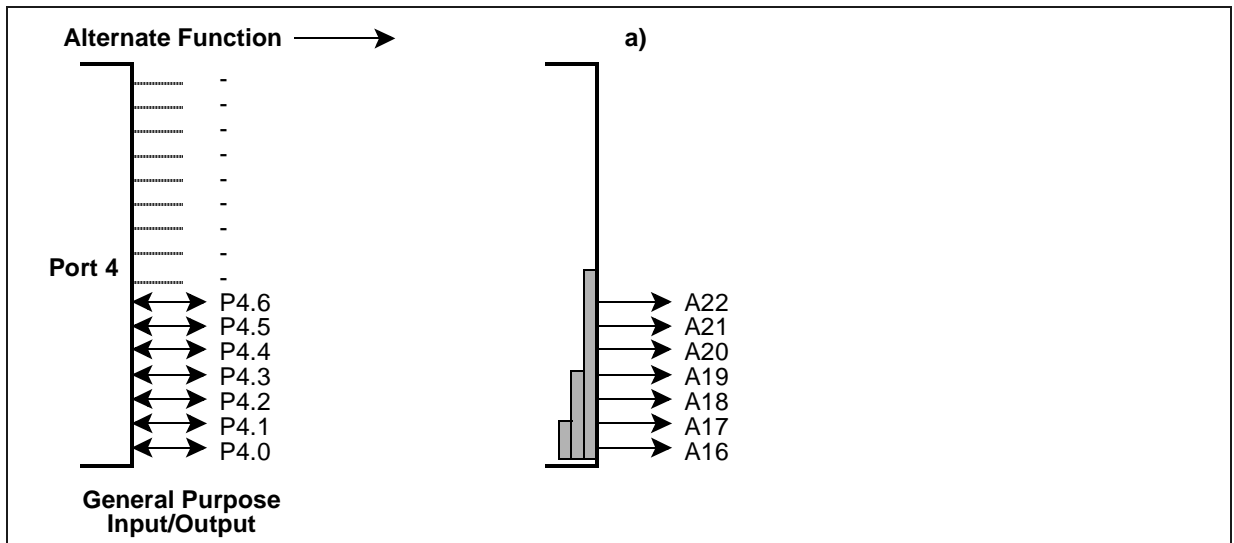 Alternate Function a)
-
-
-
-
-
-
-
-
Port 4 -
P4.6 A22
P4.5 A21
P4.4 A20
P4.3 A19
P4.2 A18
P4.1 A17
P4.0 A16
General Purpose
Input/Output